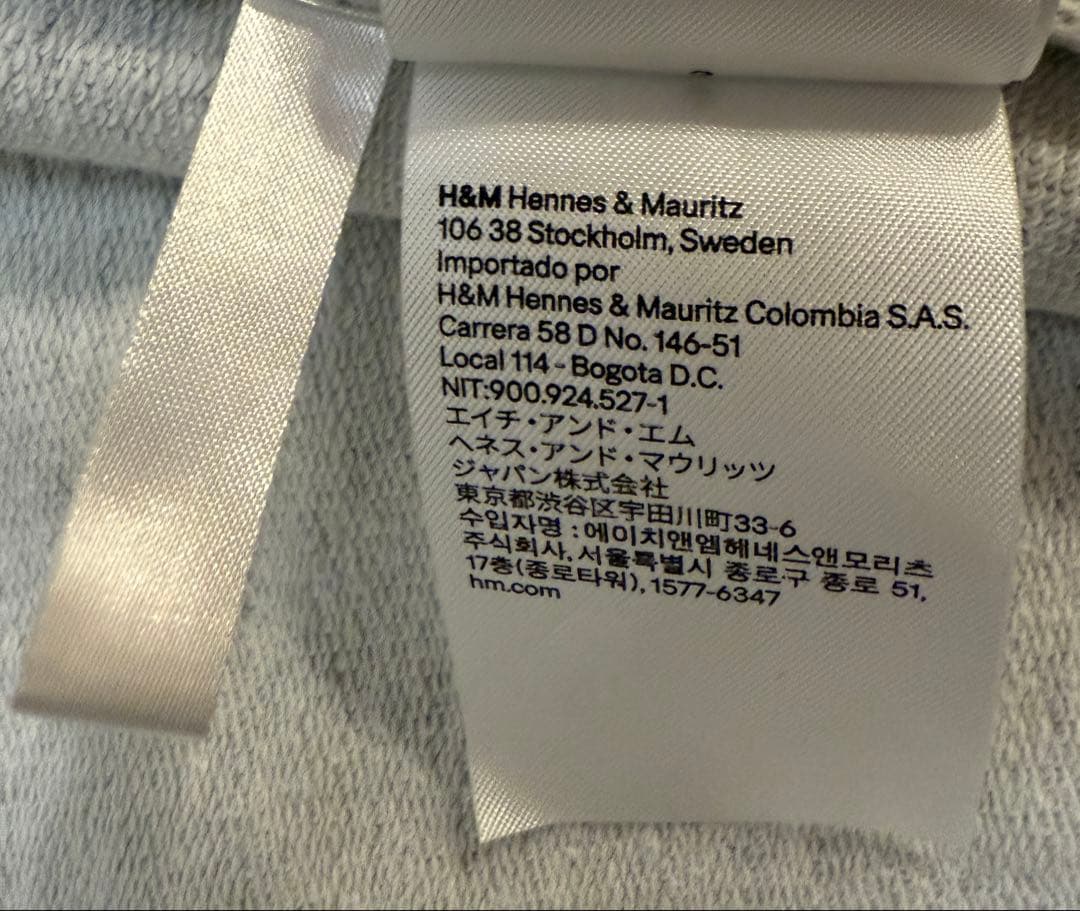 H&M Hennes & Mauritz
106 38 Stockholm, Sweden
Importado por
H&M Hennes & Mauritz Colombia S.A.S.
Carrera 58 D No. 146-51
Local 114 - Bogota D.C.
NIT:900.924.527-1
エイチ・アンド・エム
ヘネス・アンド・マウリッツ
ジャパン株式会社
東京都渋谷区宇田川町33-6
수입자명 : 에이치앤엠헤네스앤모리츠
주식회사. 서울특별시 종로구 종로 51,
17층(종로타워), 1577-6347
hm.com